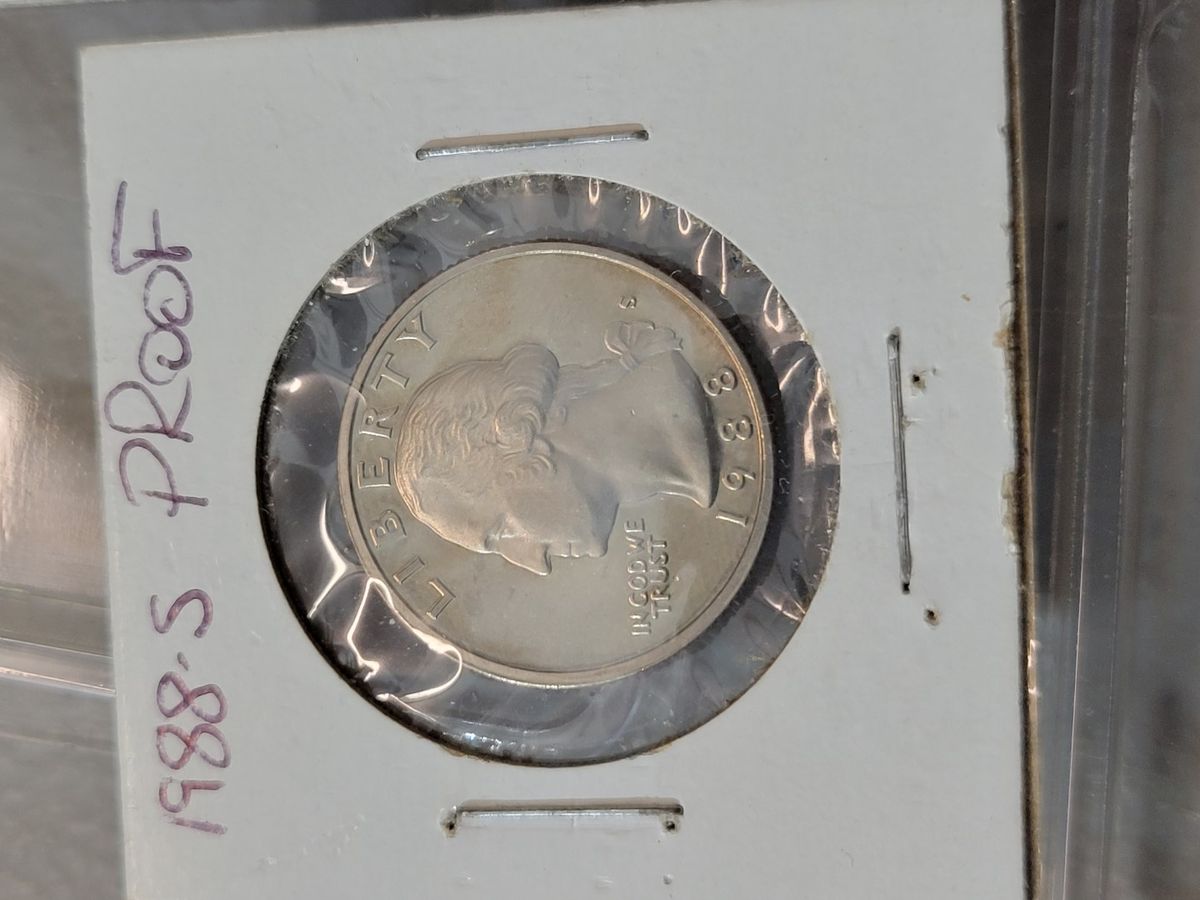 1988-S PROOF
LIBERTY
IN GOD WE
TRUST
S
1988